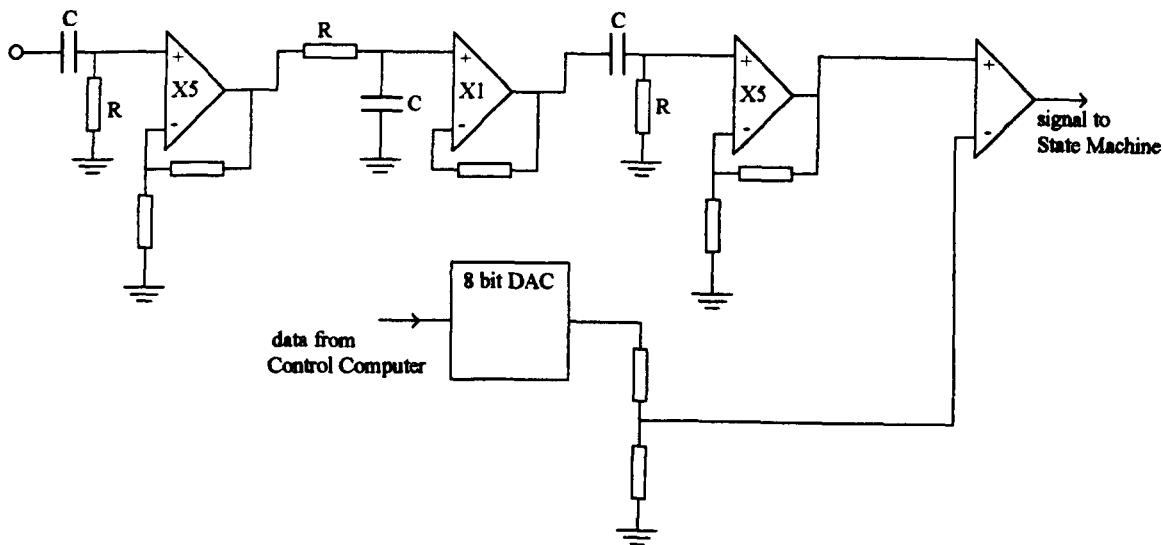 C
R
X5
+
-
R
C
X1
+
-
C
R
X5
+
-
+
-
signal to
State Machine
8 bit DAC
data from
Control Computer